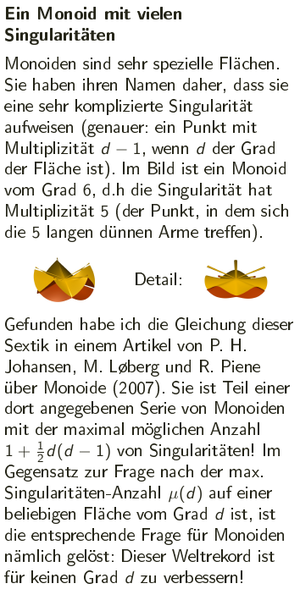 Ein Monoid mit vielen
Singularitäten
Monoiden sind sehr spezielle Flächen.
Sie haben ihren Namen daher, dass sie
eine sehr komplizierte Singularität
aufweisen (genauer: ein Punkt mit
Multiplizität d − 1, wenn d der Grad
der Fläche ist). Im Bild ist ein Monoid
vom Grad 6, d.h die Singularität hat
Multiplizität 5 (der Punkt, in dem sich
die 5 langen dünnen Arme treffen).
Detail:
Gefunden habe ich die Gleichung dieser
Sextik in einem Artikel von P. H.
Johansen, M. Løberg und R. Piene
über Monoide (2007). Sie ist Teil einer
dort angegebenen Serie von Monoiden
mit der maximal möglichen Anzahl
1 + ½d(d − 1) von Singularitäten! Im
Gegensatz zur Frage nach der max.
Singularitäten-Anzahl μ(d) auf einer
beliebigen Fläche vom Grad d ist, ist
die entsprechende Frage für Monoiden
nämlich gelöst: Dieser Weltrekord ist
für keinen Grad d zu verbessern!